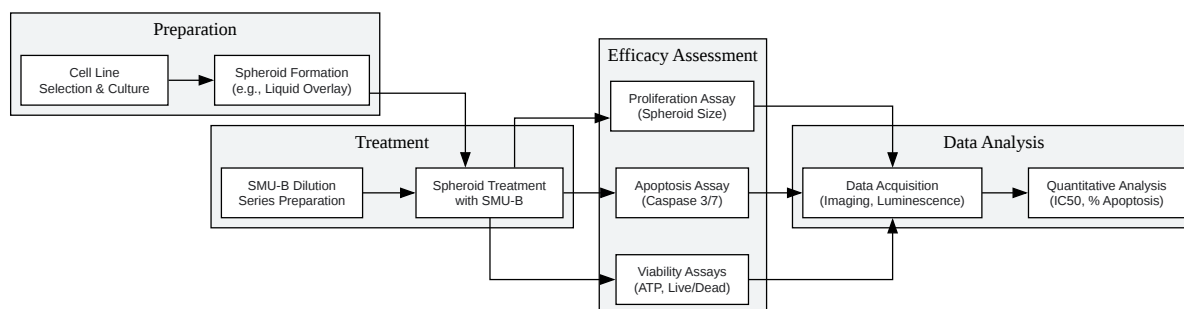 Preparation
Cell Line
Selection & Culture
Spheroid Formation
(e.g., Liquid Overlay)
Treatment
SMU-B Dilution
Series Preparation
Spheroid Treatment
with SMU-B
Efficacy Assessment
Proliferation Assay
(Spheroid Size)
Apoptosis Assay
(Caspase 3/7)
Viability Assays
(ATP, Live/Dead)
Data Analysis
Data Acquisition
(Imaging, Luminescence)
Quantitative Analysis
(IC50, % Apoptosis)